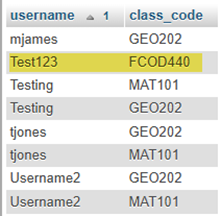 username 1 class_code
mjames GEO202
Test123 FCOD440
Testing MAT101
Testing GEO202
tjones GEO202
tjones MAT101
Username2 GEO202
Username2 MAT101